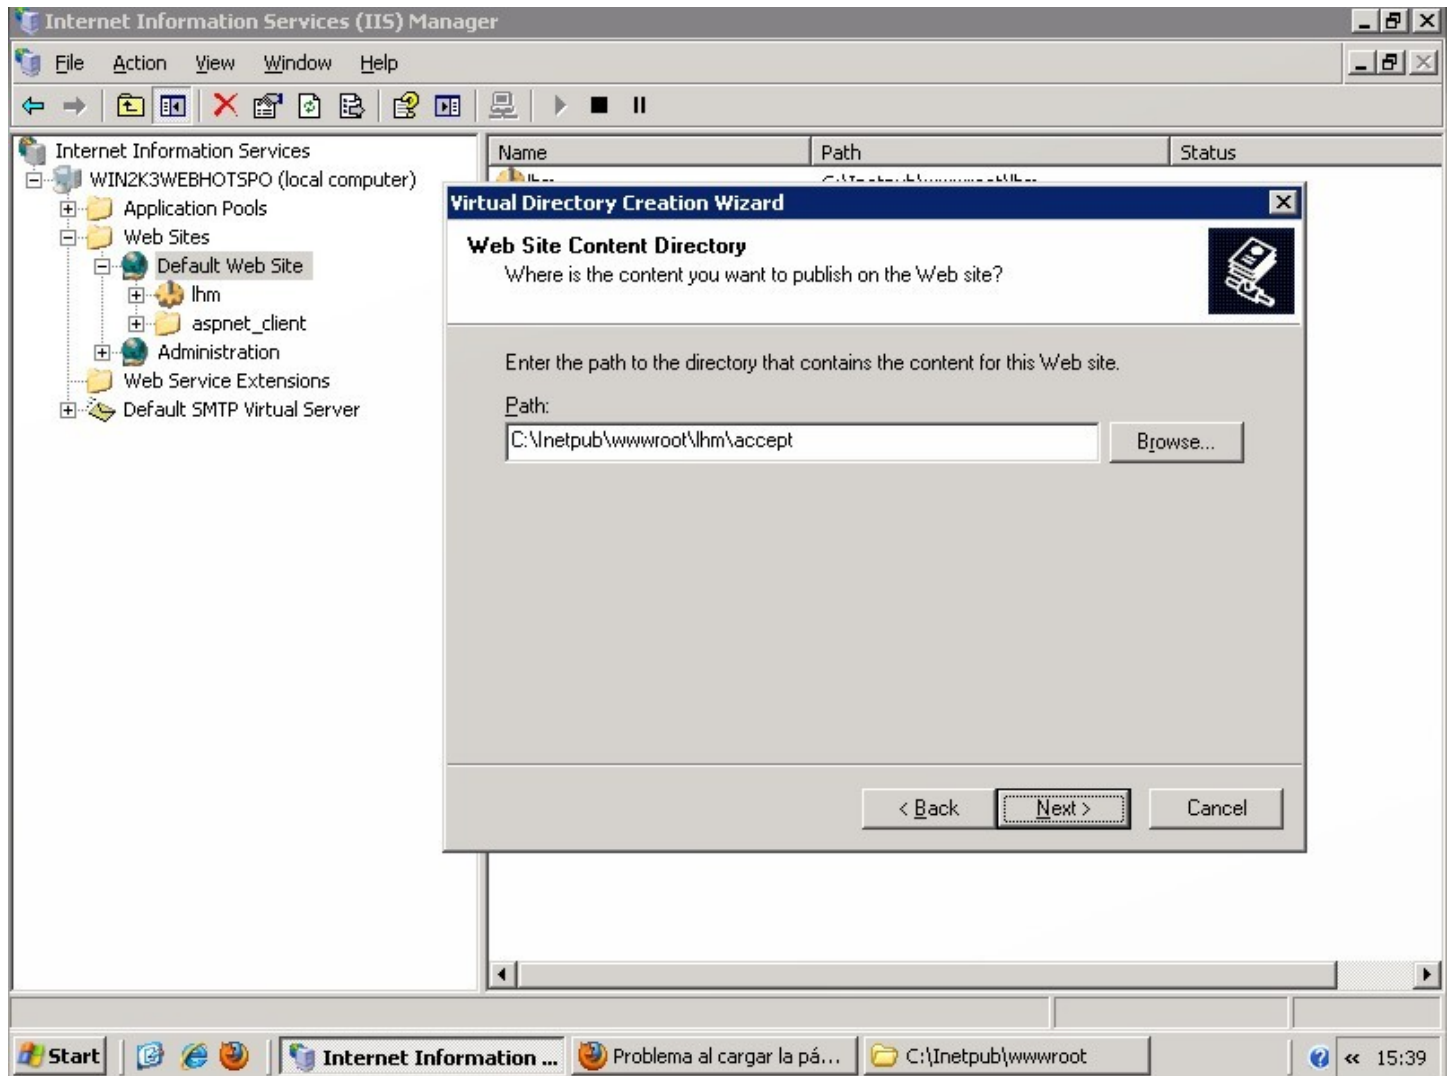 Internet Information Services (IIS) Manager
File Action View Window Help
Internet Information Services
WIN2K3WEBHOTSPO (local computer)
Application Pools
Web Sites
Default Web Site
lhm
aspnet_client
Administration
Web Service Extensions
Default SMTP Virtual Server
Name Path Status
Virtual Directory Creation Wizard
Web Site Content Directory
Where is the content you want to publish on the Web site?
Enter the path to the directory that contains the content for this Web site.
Path:
C:\Inetpub\wwwroot\lhm\accept
Browse...
< Back Next > Cancel
Start Internet Information ... Problema al cargar la pá... C:\Inetpub\wwwroot « 15:39